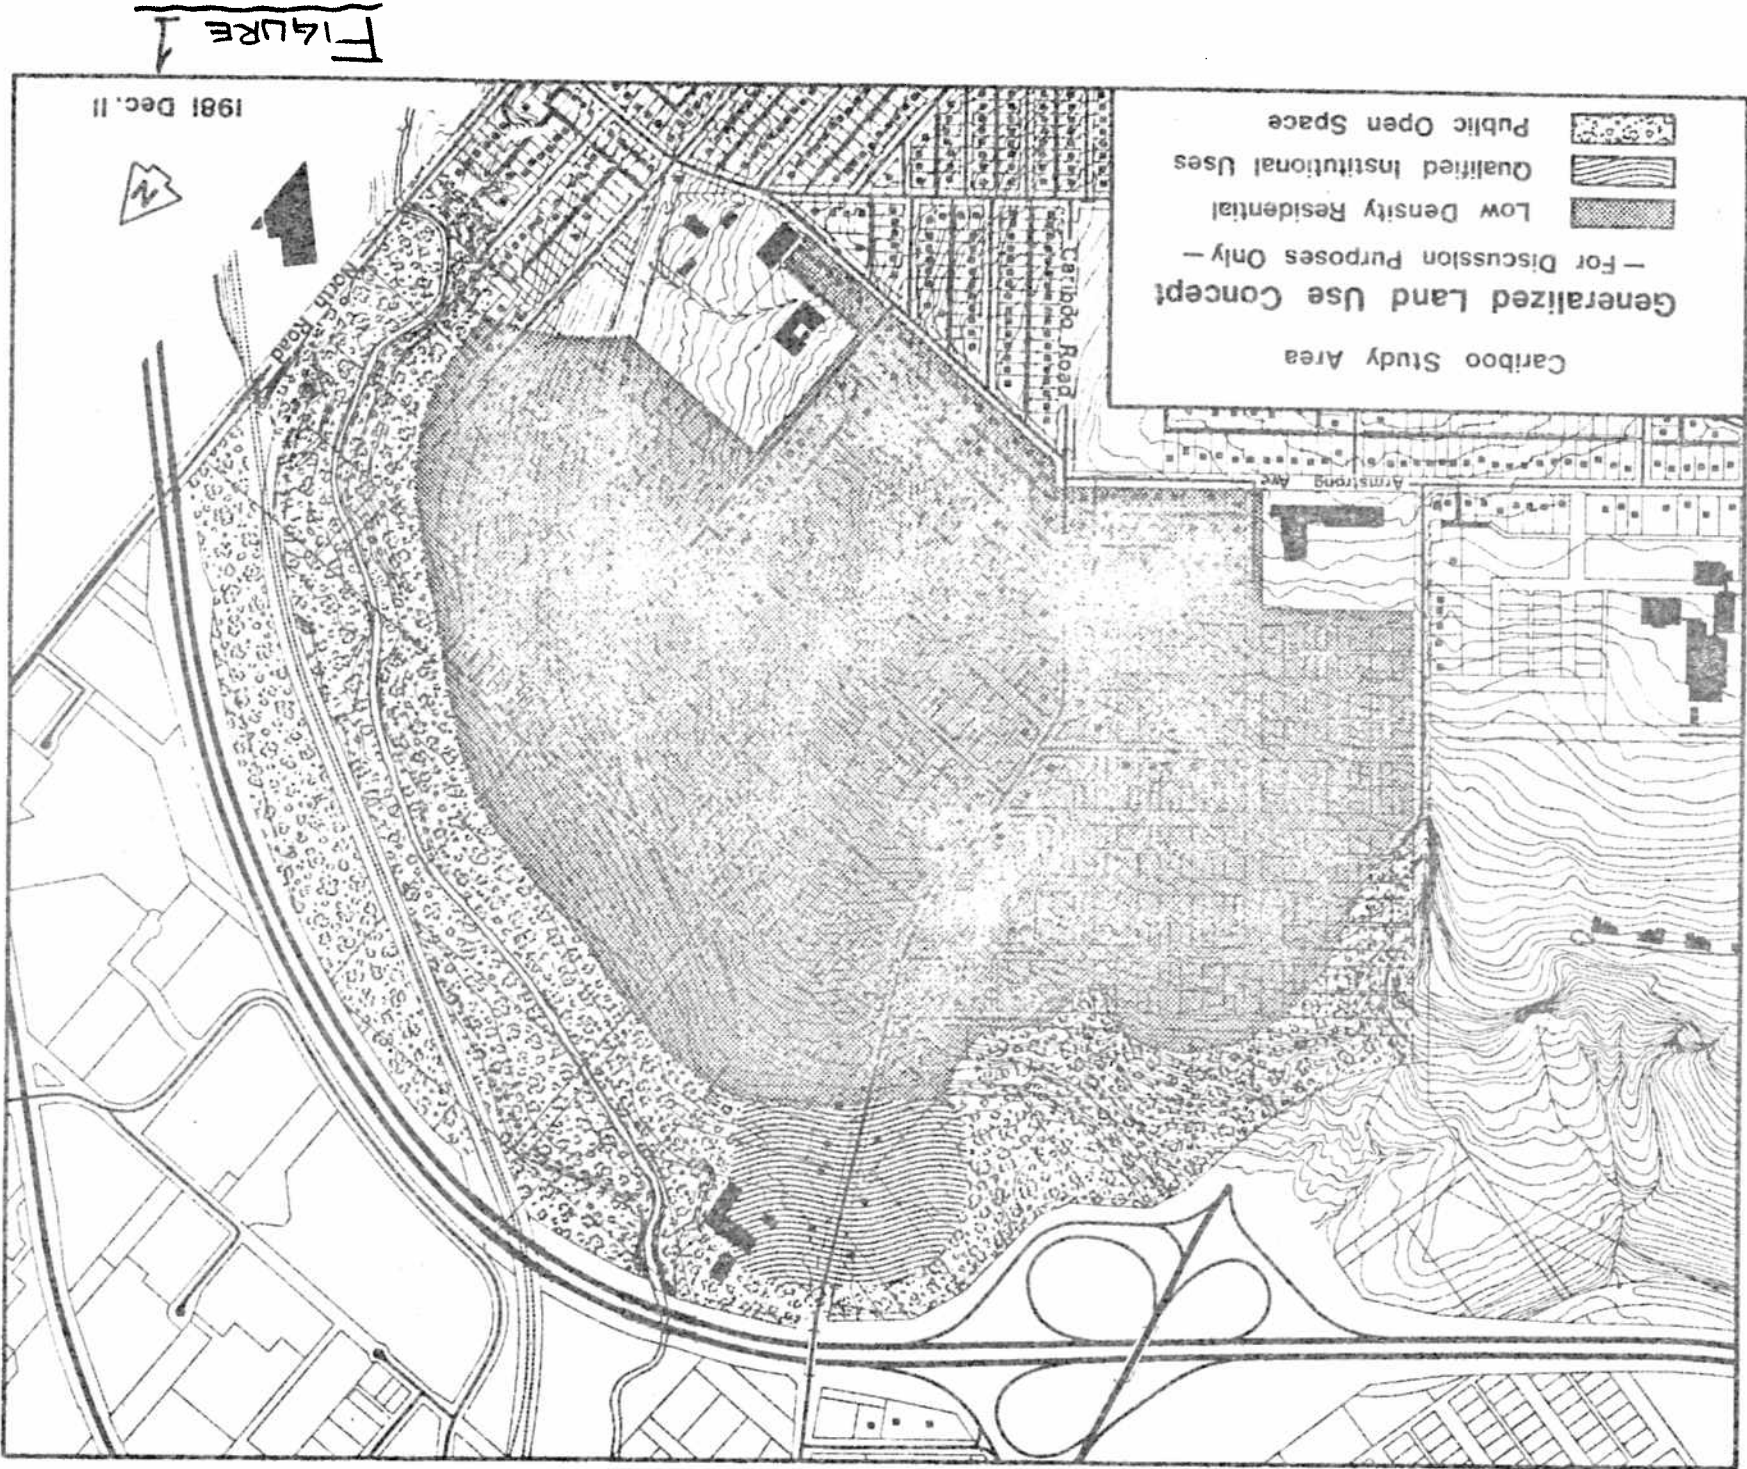 Cariboo Study Area
Generalized Land Use Concept
— For Discussion Purposes Only —
Low Density Residential
Qualified Institutional Uses
Public Open Space
Armstrong Ave
Cariboo Road
North Road
N
1981 Dec. 11
FIGURE 1